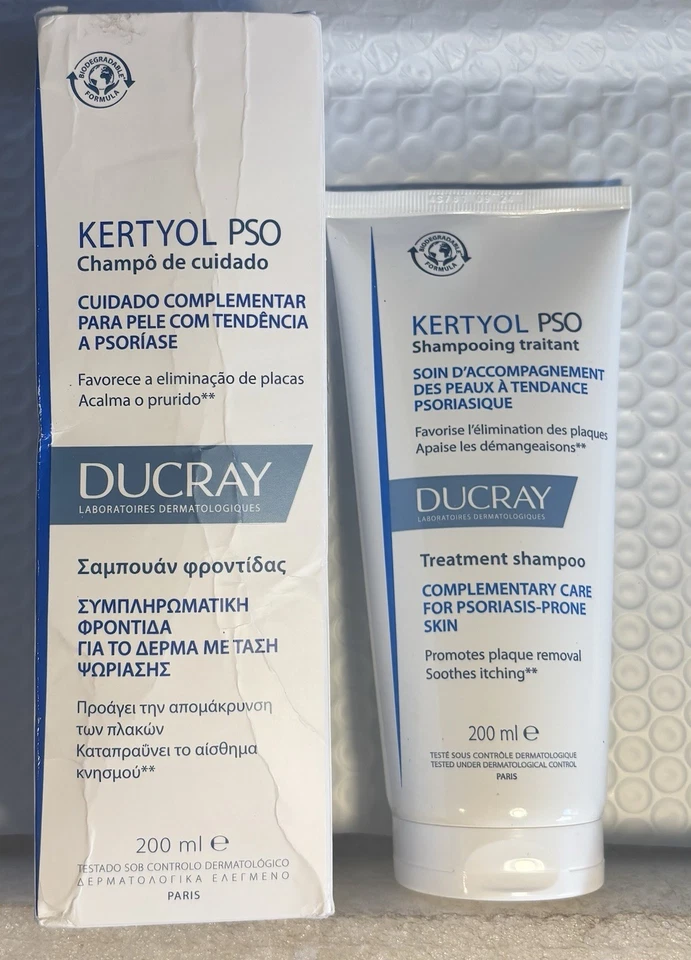 BIODEGRADABLE
FORMULA
KERTYOL PSO
Champô de cuidado
CUIDADO COMPLEMENTAR
PARA PELE COM TENDÊNCIA
A PSORÍASE
Favorece a eliminação de placas
Acalma o prurido**
DUCRAY
LABORATOIRES DERMATOLOGIQUES
Σαμπουάν φροντίδας
ΣΥΜΠΛΗΡΩΜΑΤΙΚΗ
ΦΡΟΝΤΙΔΑ
ΓΙΑ ΤΟ ΔΕΡΜΑ ΜΕ ΤΑΣΗ
ΨΩΡΙΑΣΗΣ
Προάγει την απομάκρυνση
των πλακών
Καταπραΰνει το αίσθημα
κνησμού**
200 ml ℮
TESTADO SOB CONTROLO DERMATOLÓGICO
ΔΕΡΜΑΤΟΛΟΓΙΚΑ ΕΛΕΓΜΕΝΟ
PARIS
BIODEGRADABLE
FORMULA
KERTYOL PSO
Shampooing traitant
SOIN D'ACCOMPAGNEMENT
DES PEAUX À TENDANCE
PSORIASIQUE
Favorise l'élimination des plaques
Apaise les démangeaisons**
DUCRAY
LABORATOIRES DERMATOLOGIQUES
Treatment shampoo
COMPLEMENTARY CARE
FOR PSORIASIS-PRONE
SKIN
Promotes plaque removal
Soothes itching**
200 ml ℮
TESTÉ SOUS CONTRÔLE DERMATOLOGIQUE
TESTED UNDER DERMATOLOGICAL CONTROL
PARIS